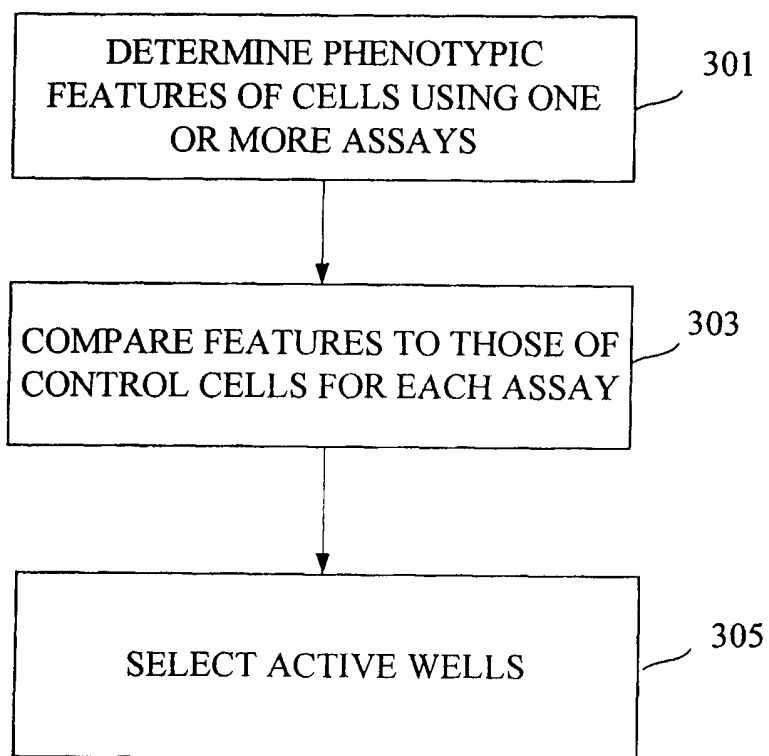 DETERMINE PHENOTYPIC
FEATURES OF CELLS USING ONE
OR MORE ASSAYS
301
COMPARE FEATURES TO THOSE OF
CONTROL CELLS FOR EACH ASSAY
303
SELECT ACTIVE WELLS
305